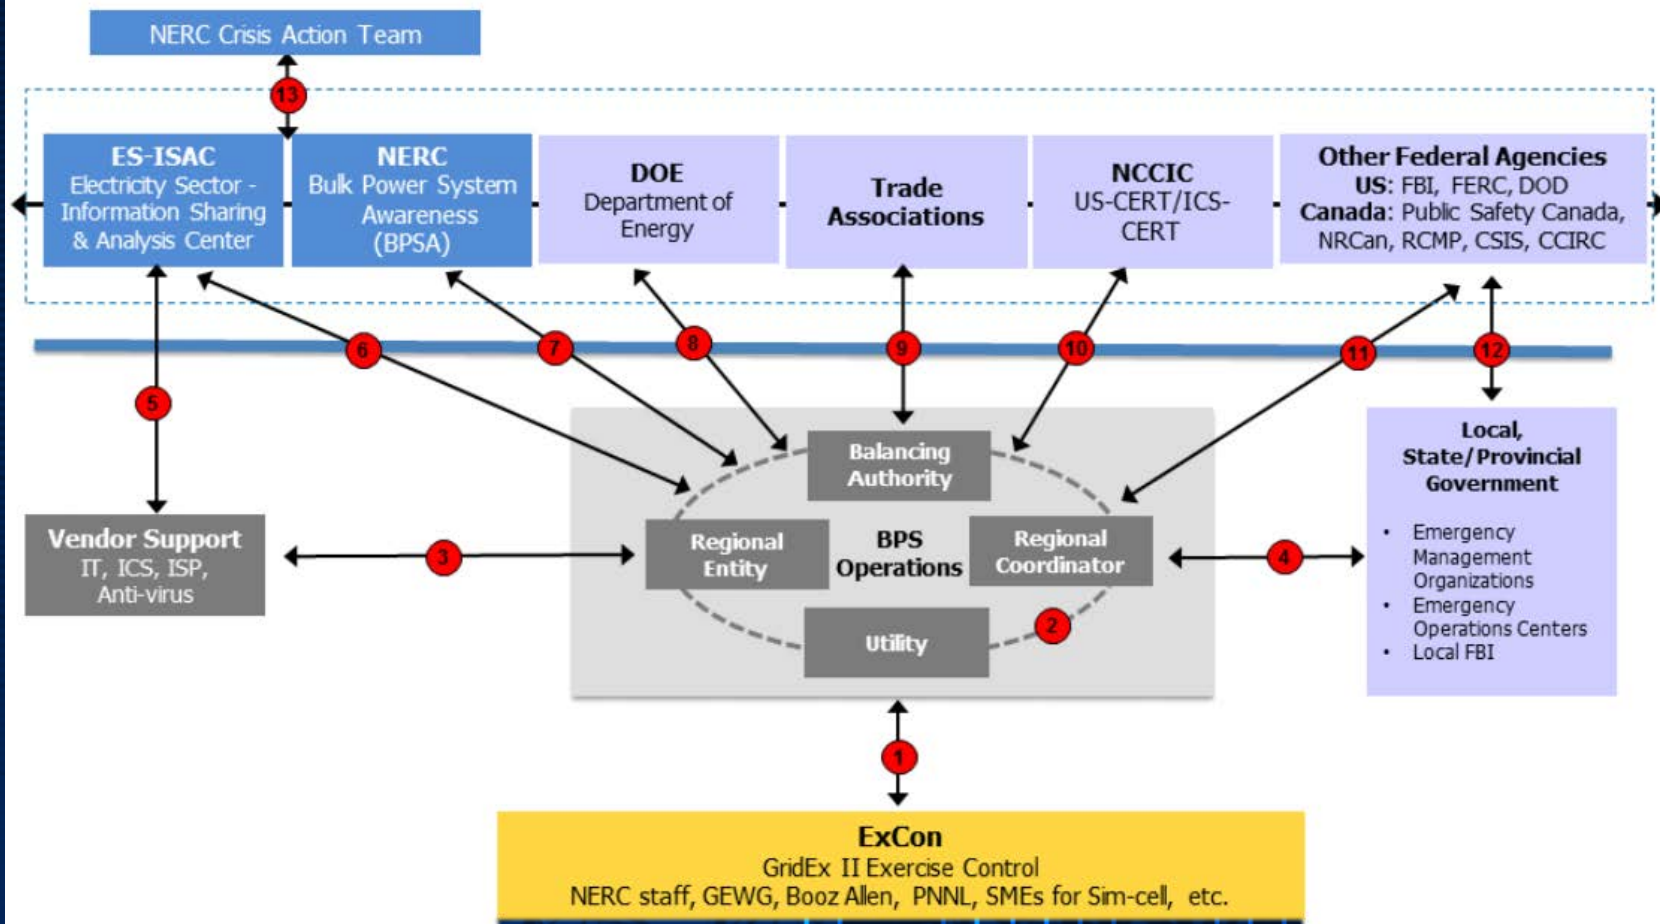 NERC Crisis Action Team
13
ES-ISAC
Electricity Sector -
Information Sharing
& Analysis Center
NERC
Bulk Power System
Awareness
(BPSA)
DOE
Department of
Energy
Trade
Associations
NCCIC
US-CERT/ICS-
CERT
Other Federal Agencies
US: FBI, FERC, DOD
Canada: Public Safety Canada,
NRCan, RCMP, CSIS, CCIRC
6
7
8
9
10
11
12
5
Vendor Support
IT, ICS, ISP,
Anti-virus
3
Balancing
Authority
Regional
Entity
BPS
Operations
Regional
Coordinator
Utility
2
4
Local,
State/Provincial
Government
• Emergency
Management
Organizations
• Emergency
Operations Centers
• Local FBI
1
ExCon
GridEx II Exercise Control
NERC staff, GEWG, Booz Allen, PNNL, SMEs for Sim-cell, etc.